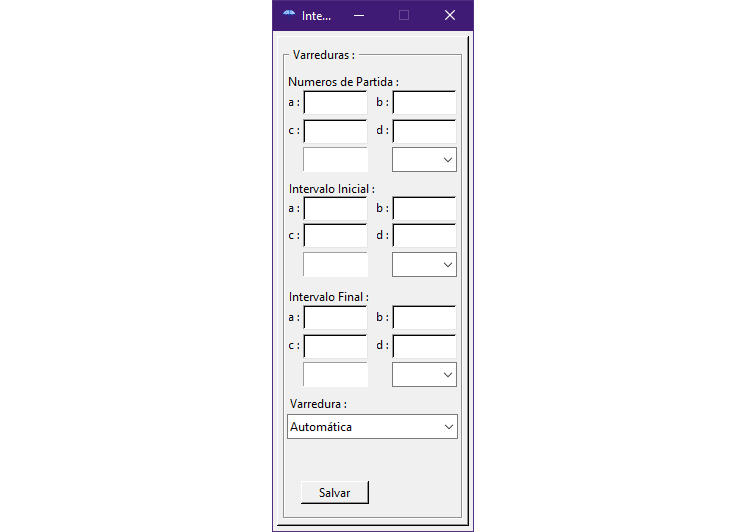 Inte...
Varreduras :
Numeros de Partida :
a : b :
c : d :
Intervalo Inicial :
a : b :
c : d :
Intervalo Final :
a : b :
c : d :
Varredura :
Automática
Salvar